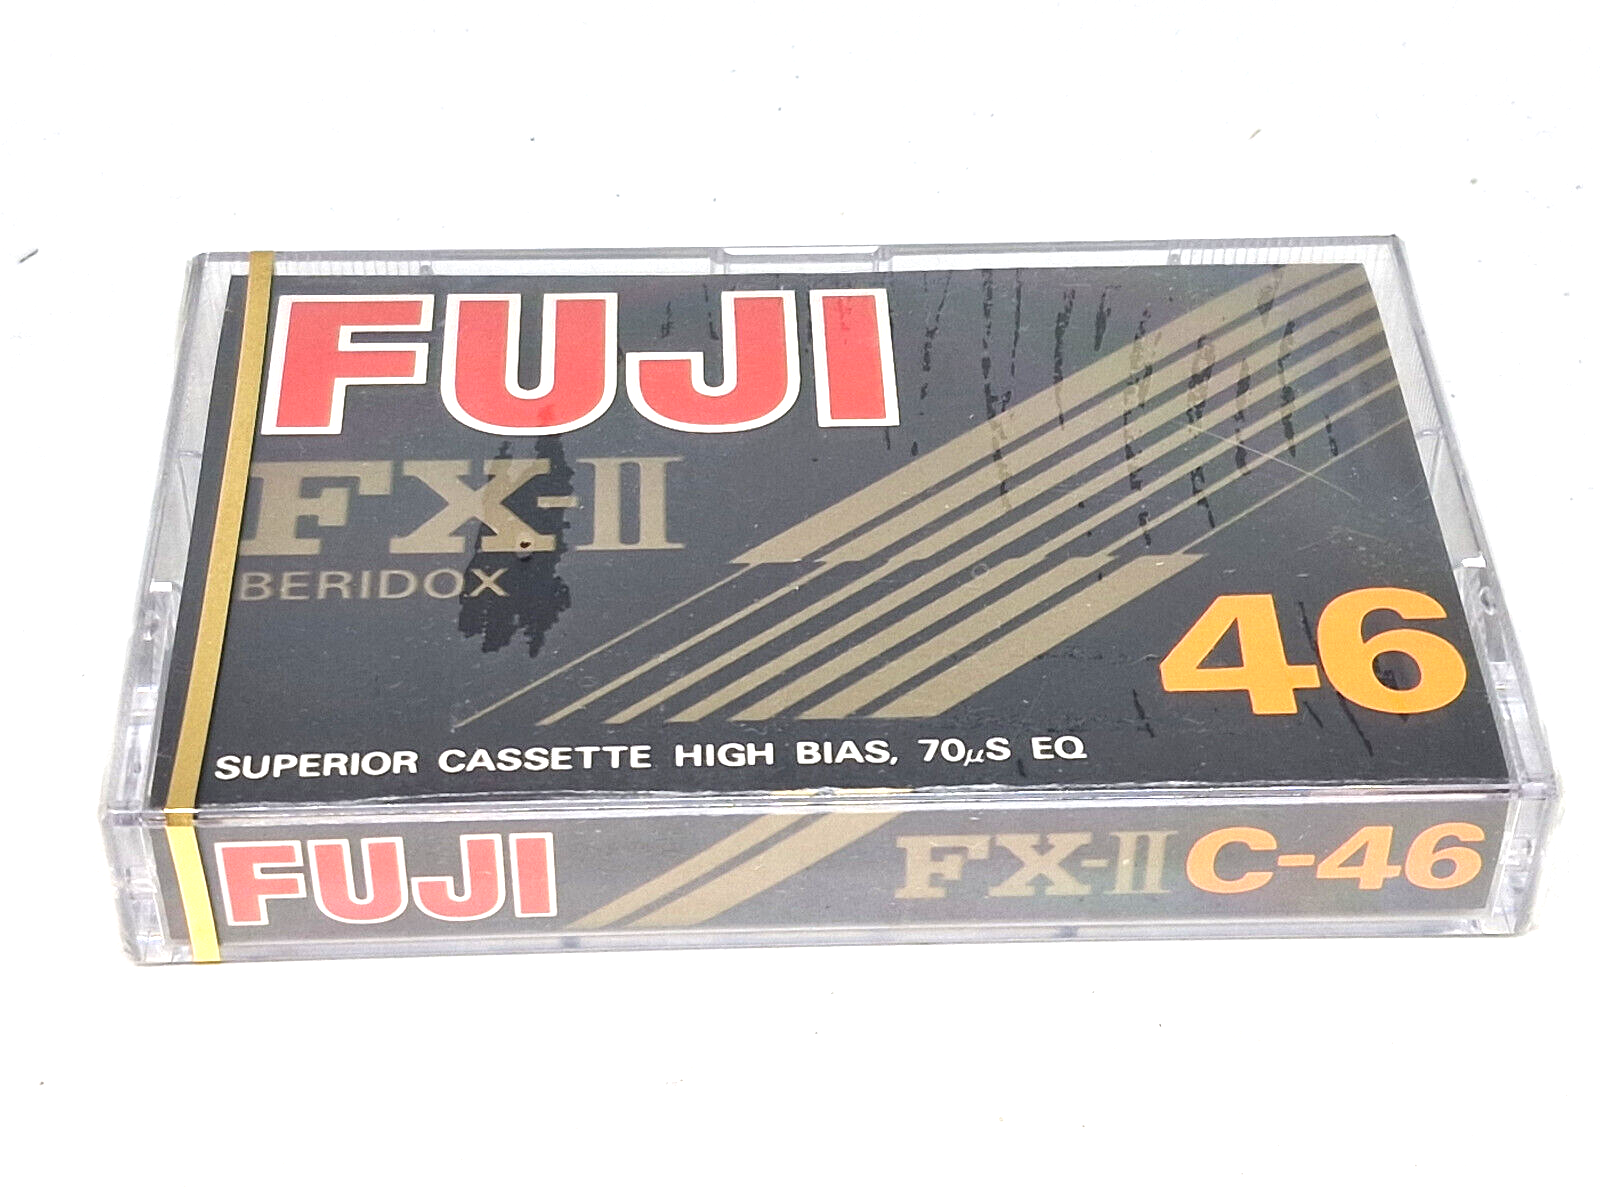 FUJI
FX-II
BERIDOX
46
SUPERIOR CASSETTE HIGH BIAS, 70μS EQ
FUJI FX-II C-46